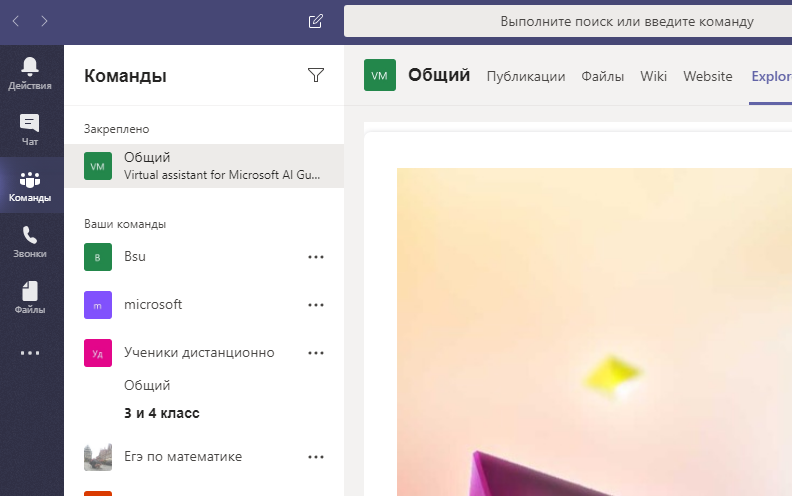 Выполните поиск или введите команду
Действия
Чат
Команды
Звонки
Файлы
Команды
Закреплено
VM
Общий
Virtual assistant for Microsoft AI Gu...
Ваши команды
B
Bsu
m
microsoft
Уд
Ученики дистанционно
Общий
3 и 4 класс
Егэ по математике
VM
Общий
Публикации
Файлы
Wiki
Website
Explor